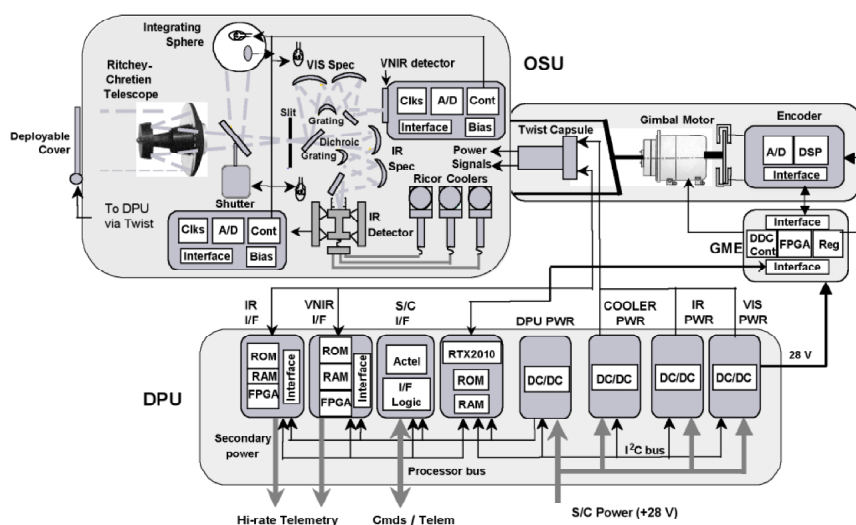 Integrating
Sphere
VIS Spec
VNIR detector
OSU
Ritchey-
Chretien
Telescope
Slit
Grating
Dichroic
Grating
IR
Spec
Clks
A/D
Cont
Interface
Bias
Deployable
Cover
To DPU
via Twist
Shutter
Ricor Coolers
IR
Detector
Clks
A/D
Cont
Interface
Bias
Power
Signals
Twist Capsule
Gimbal Motor
Encoder
A/D
DSP
Interface
GME
Interface
DDC
Cont
FPGA
Reg
Interface
IR
I/F
VNIR
I/F
S/C
I/F
DPU PWR
COOLER
PWR
IR
PWR
VIS
PWR
28 V
DPU
ROM
RAM
FPGA
Interface
ROM
RAM
FPGA
Interface
Actel
I/F
Logic
RTX2010
ROM
RAM
DC/DC
DC/DC
DC/DC
DC/DC
Secondary
power
Processor bus
I²C bus
Hi-rate Telemetry
Cmds / Telem
S/C Power (+28 V)